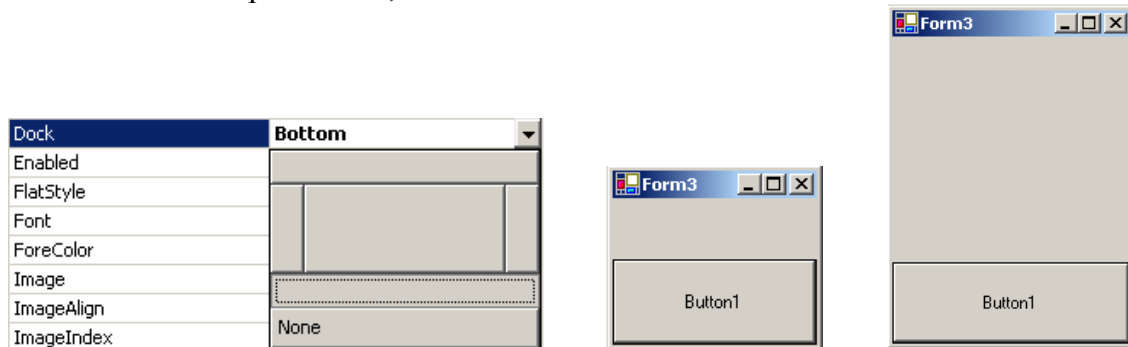 Form3
Dock Bottom
Enabled
FlatStyle
Font
ForeColor
Image
ImageAlign
ImageIndex
None
Form3
Button1
Button1